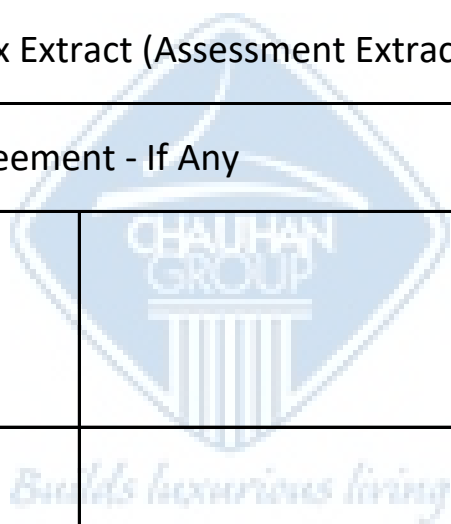 x Extract (Assessment Extrac
eement - If Any
CHAUHAN
GROUP
Builds luxurious living